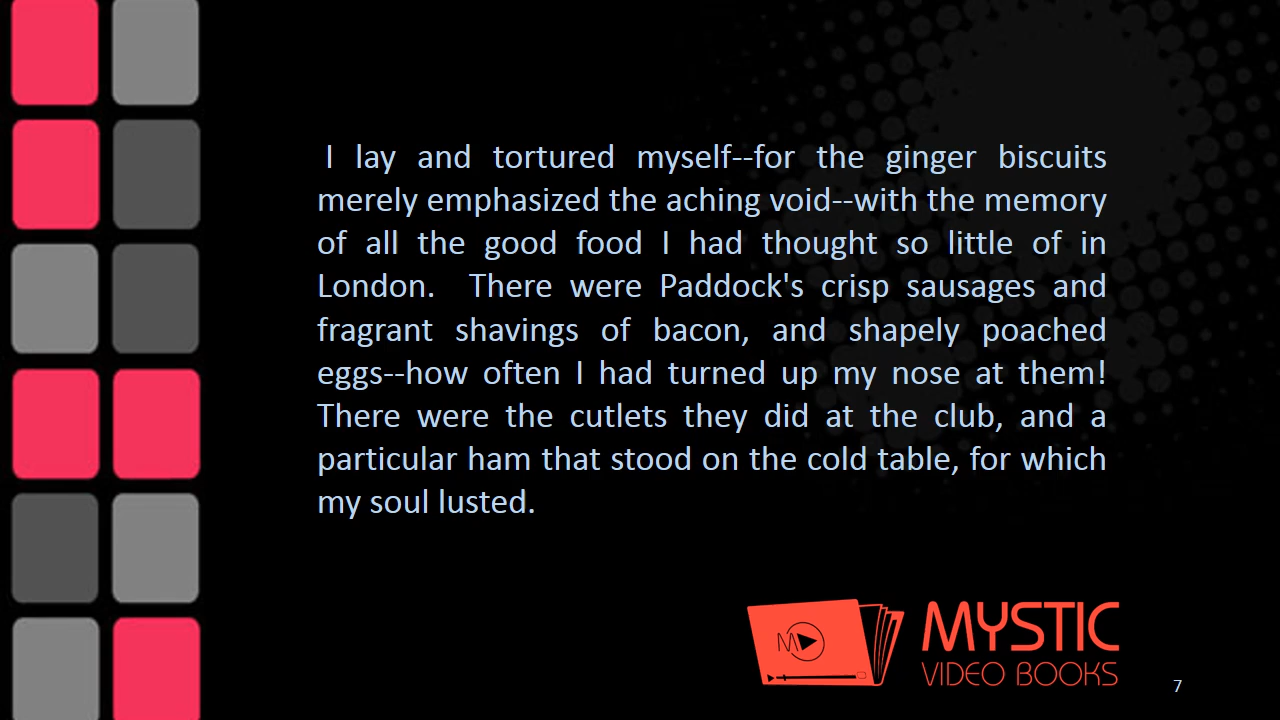 I lay and tortured myself--for the ginger biscuits
merely emphasized the aching void--with the memory
of all the good food I had thought so little of in
London.  There were Paddock's crisp sausages and
fragrant shavings of bacon, and shapely poached
eggs--how often I had turned up my nose at them!
There were the cutlets they did at the club, and a
particular ham that stood on the cold table, for which
my soul lusted.
M
MYSTIC
VIDEO BOOKS
7